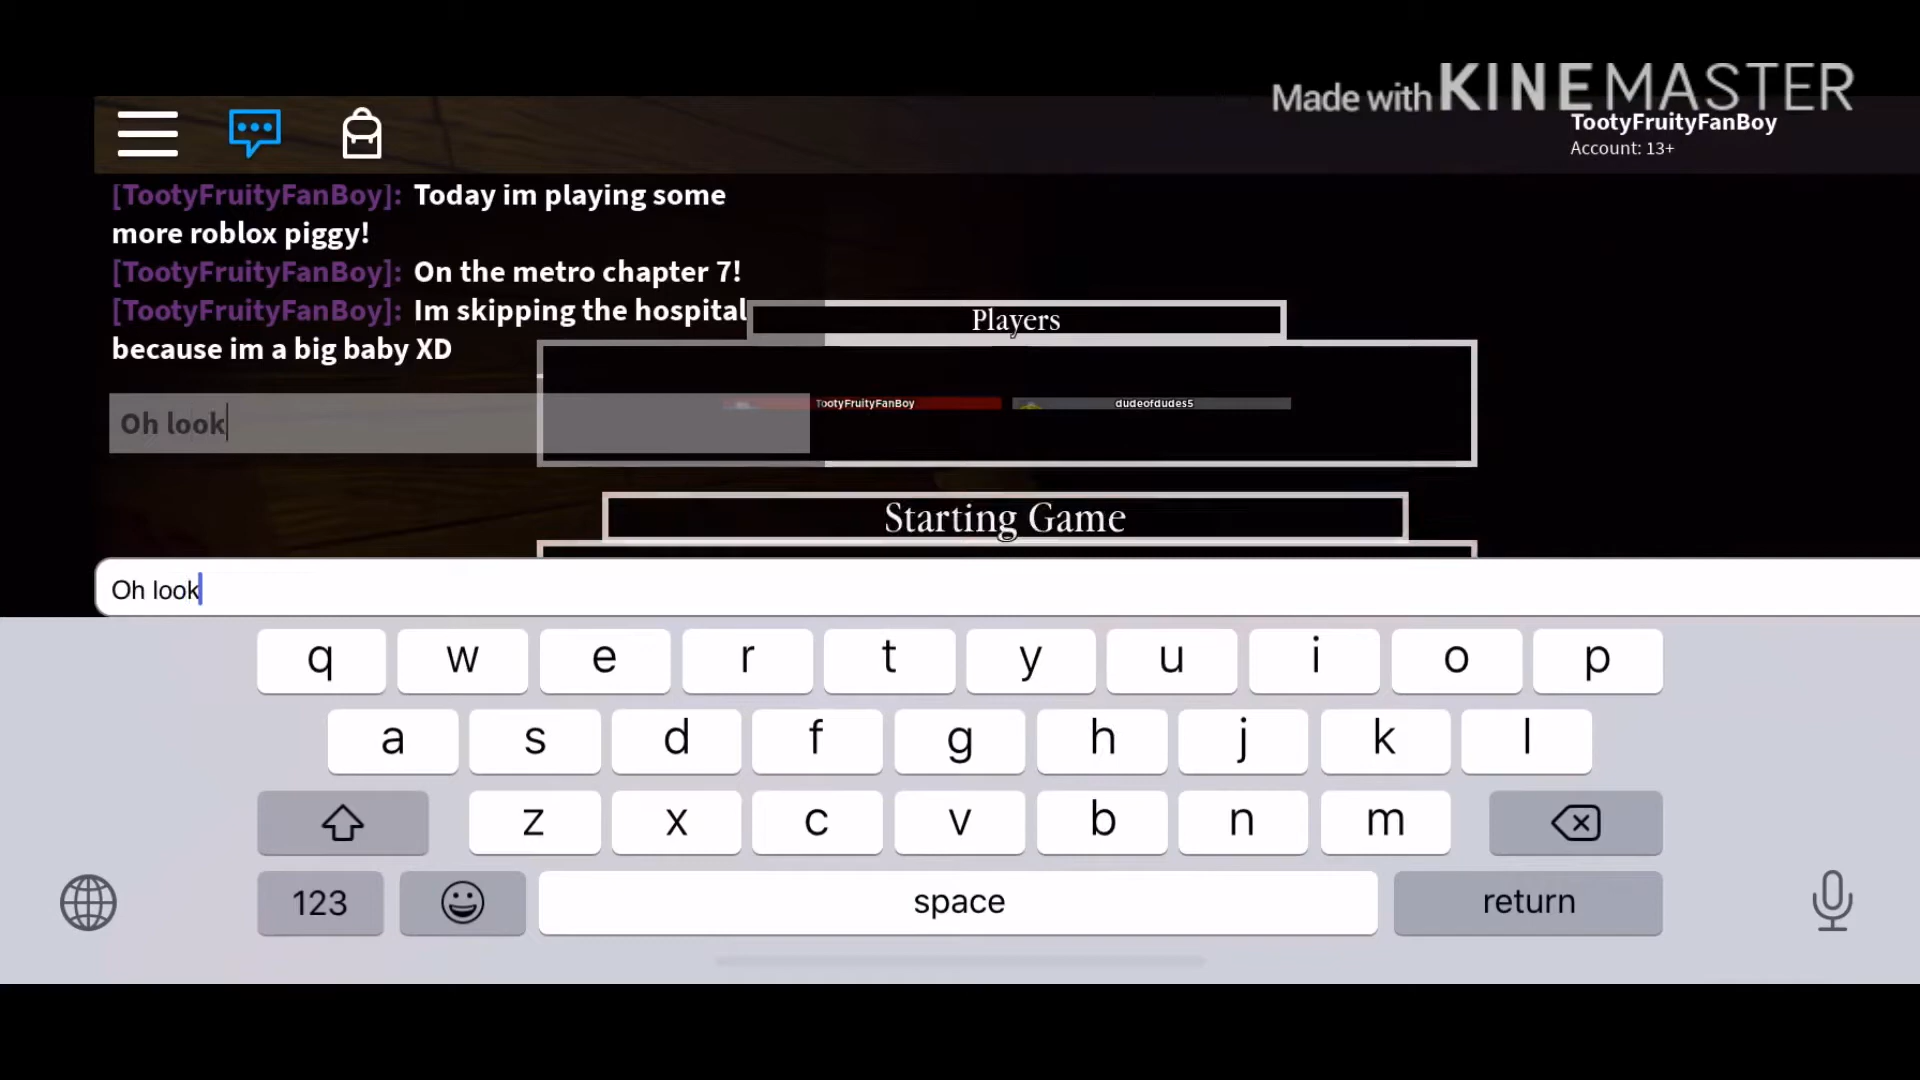 Made with KINEMASTER
TootyFruityFanBoy
Account: 13+
[TootyFruityFanBoy]: Today im playing some
more roblox piggy!
[TootyFruityFanBoy]: On the metro chapter 7!
[TootyFruityFanBoy]: Im skipping the hospital
because im a big baby XD
Players
TootyFruityFanBoy dudeofdudes5
Oh look
Starting Game
Oh look
q w e r t y u i o p
a s d f g h j k l
z x c v b n m
123 space return